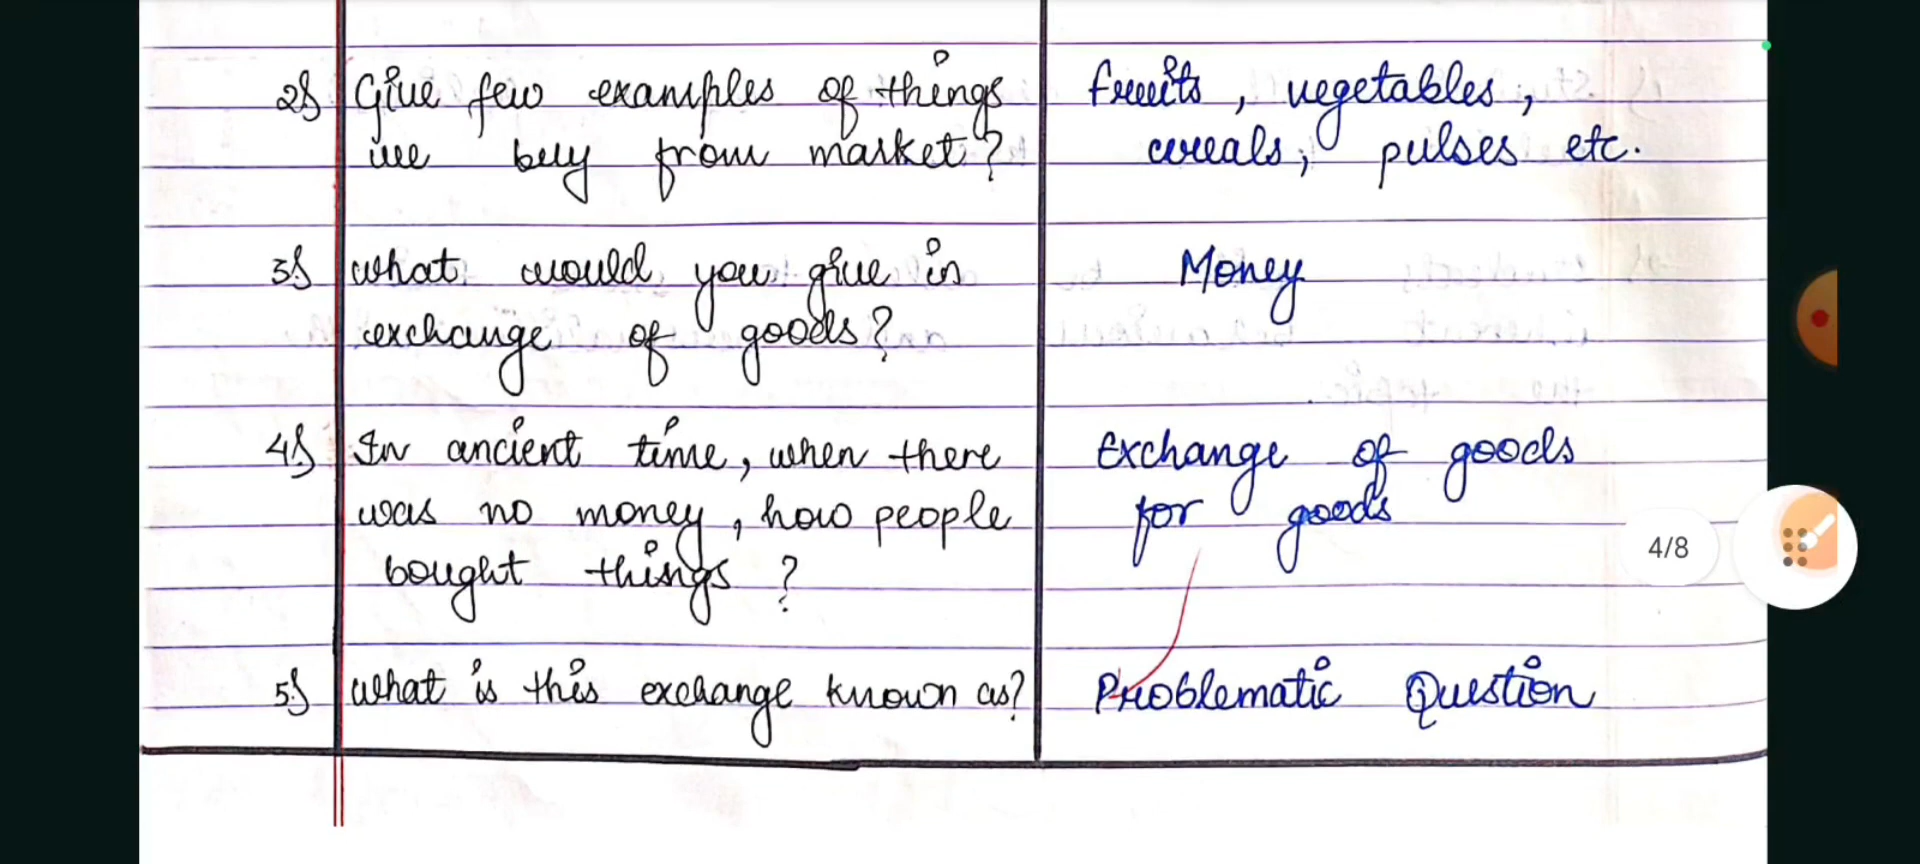 2) Give few examples of things
we buy from market?
fruits, vegetables,
cereals, pulses etc.
3) What would you give in
exchange of goods?
Money
4) In ancient time, when there
was no money, how people
bought things?
Exchange of goods
for goods
5) What is this exchange known as?
Problematic Question
4/8